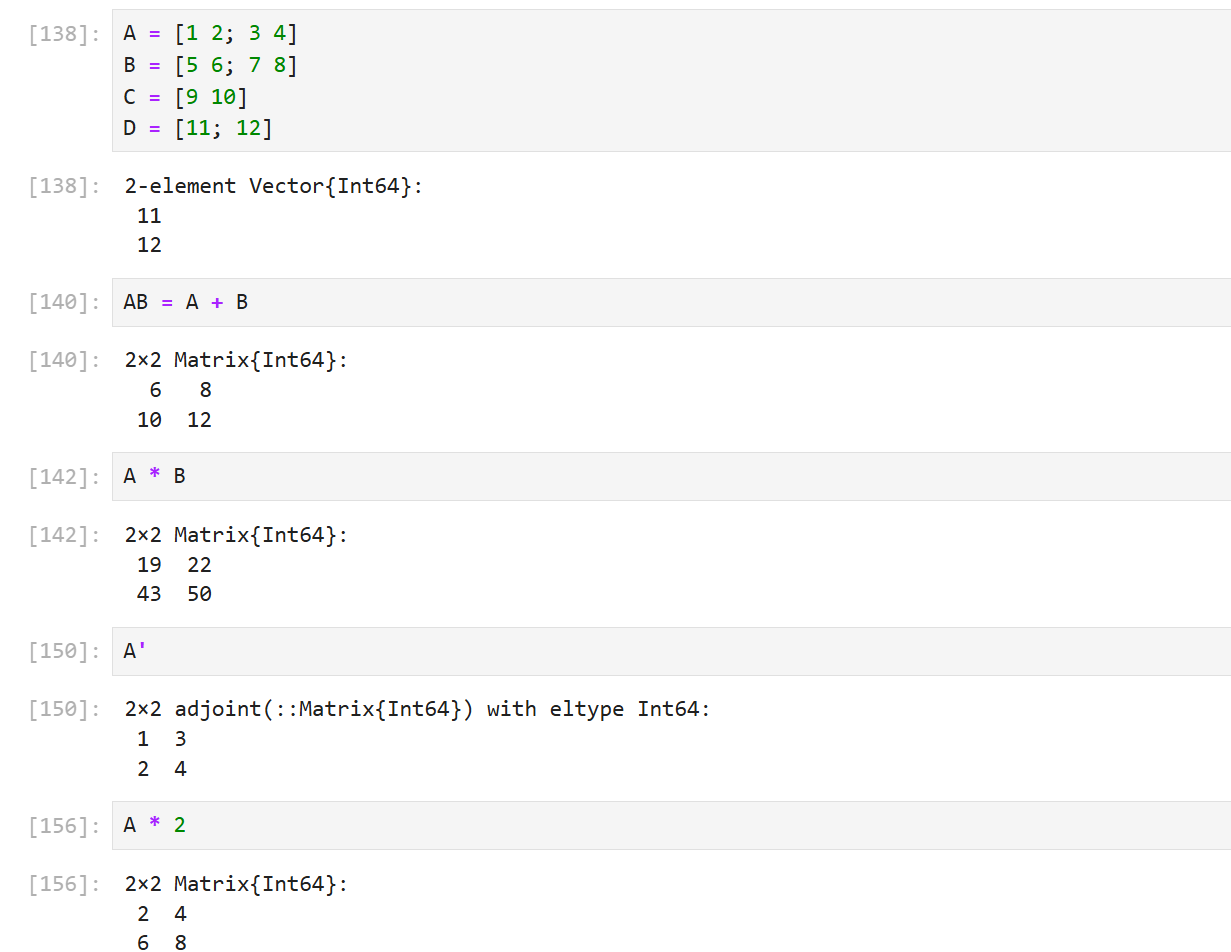 [138]: A = [1 2; 3 4]
B = [5 6; 7 8]
C = [9 10]
D = [11; 12]
[138]: 2-element Vector{Int64}:
11
12
[140]: AB = A + B
[140]: 2×2 Matrix{Int64}:
6 8
10 12
[142]: A * B
[142]: 2×2 Matrix{Int64}:
19 22
43 50
[150]: A'
[150]: 2×2 adjoint(::Matrix{Int64}) with eltype Int64:
1 3
2 4
[156]: A * 2
[156]: 2×2 Matrix{Int64}:
2 4
6 8